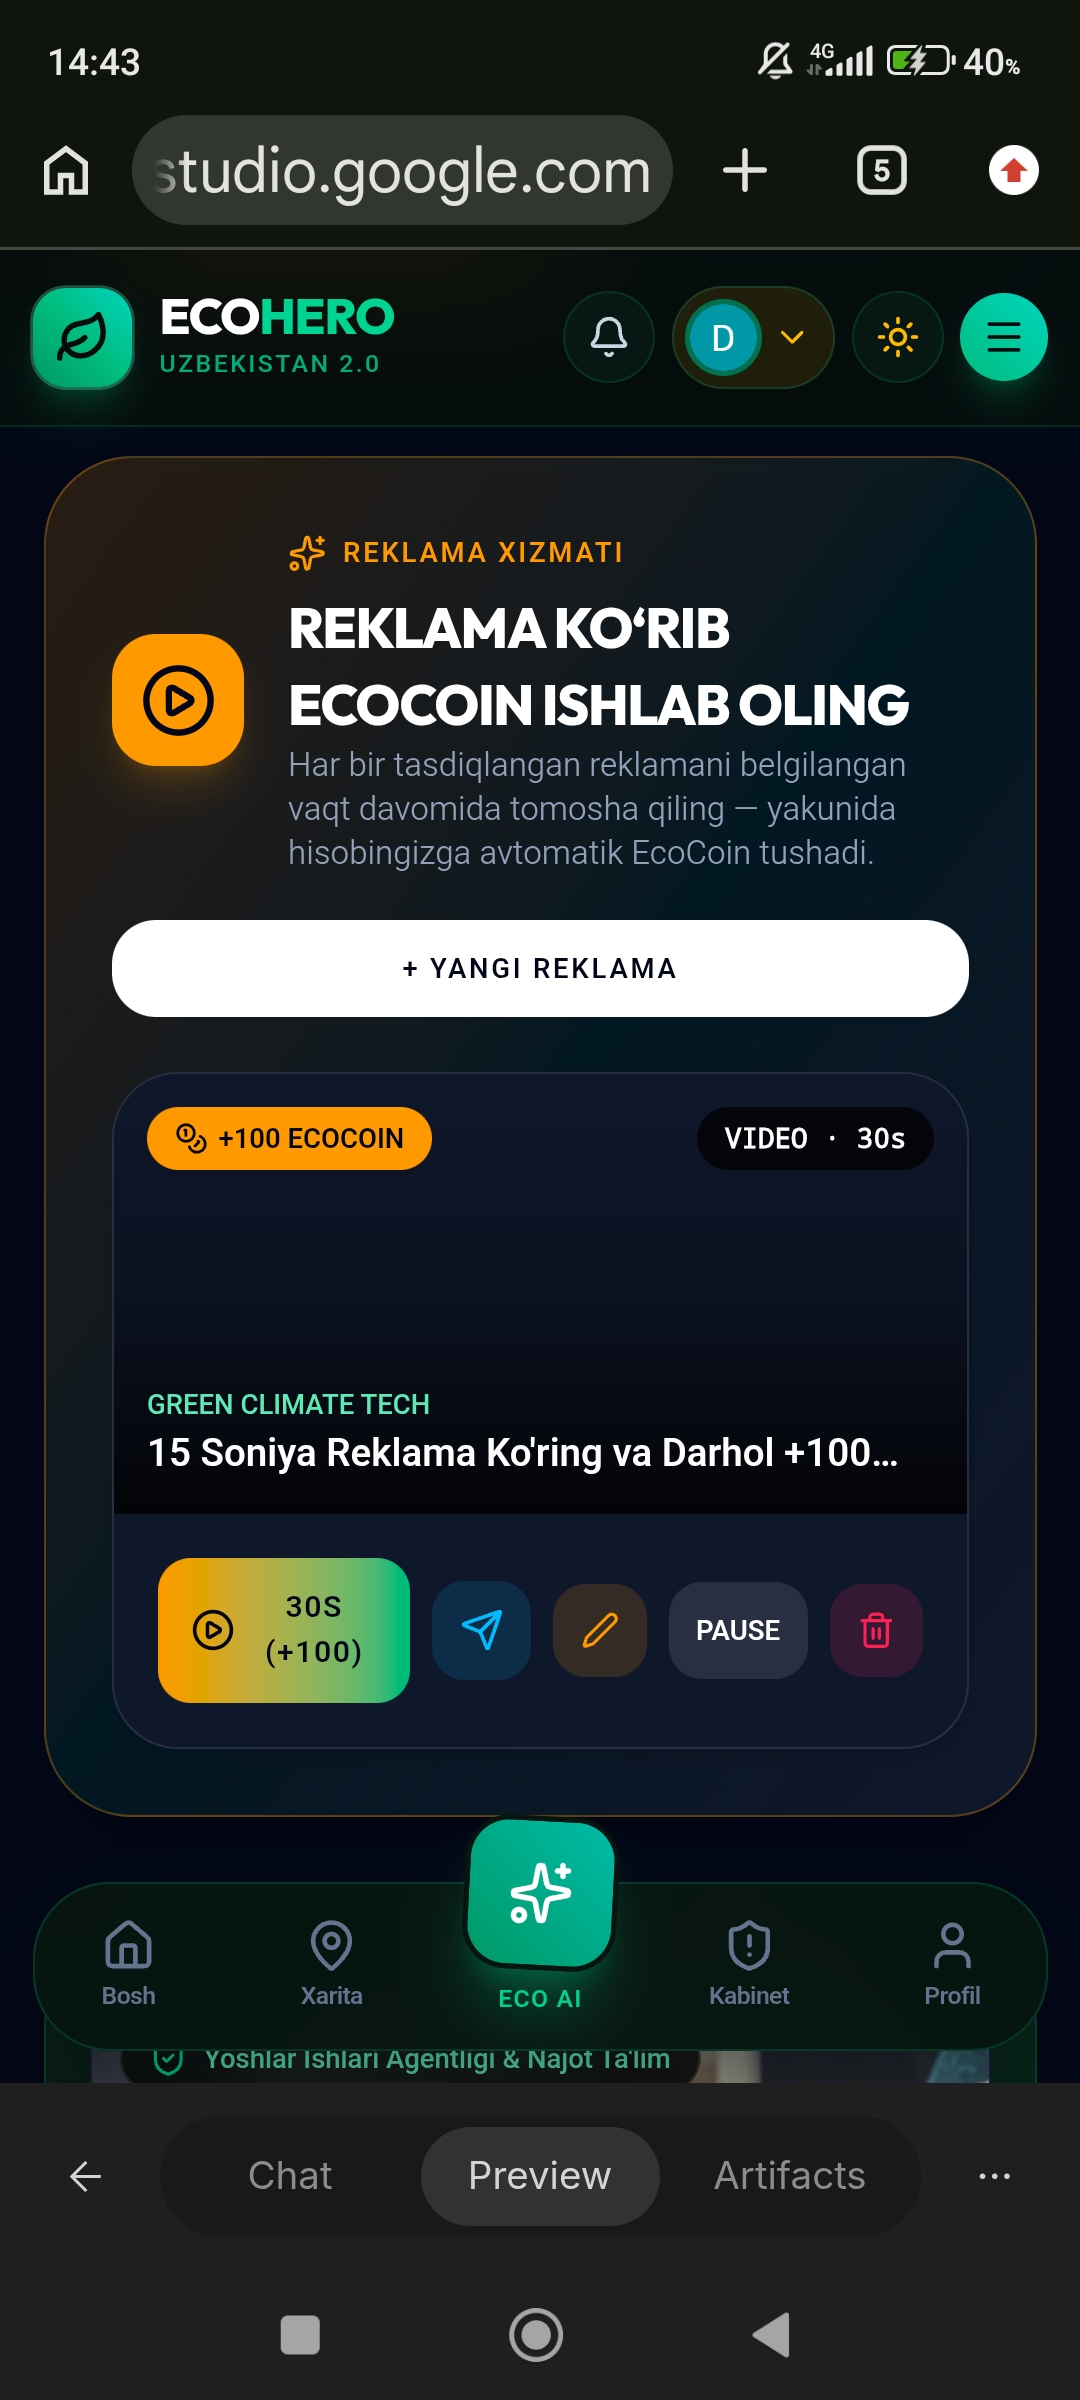 14:43
4G
40%
studio.google.com
5
ECOHERO
UZBEKISTAN 2.0
D
REKLAMA XIZMATI
REKLAMA KO‘RIB
ECOCOIN ISHLAB OLING
Har bir tasdiqlangan reklamani belgilangan
vaqt davomida tomosha qiling — yakunida
hisobingizga avtomatik EcoCoin tushadi.
+ YANGI REKLAMA
+100 ECOCOIN
VIDEO · 30s
GREEN CLIMATE TECH
15 Soniya Reklama Ko'ring va Darhol +100...
30S
(+100)
PAUSE
Bosh
Xarita
ECO AI
Kabinet
Profil
Yoshlar Ishlari Agentligi & Najot Ta'lim
Chat
Preview
Artifacts